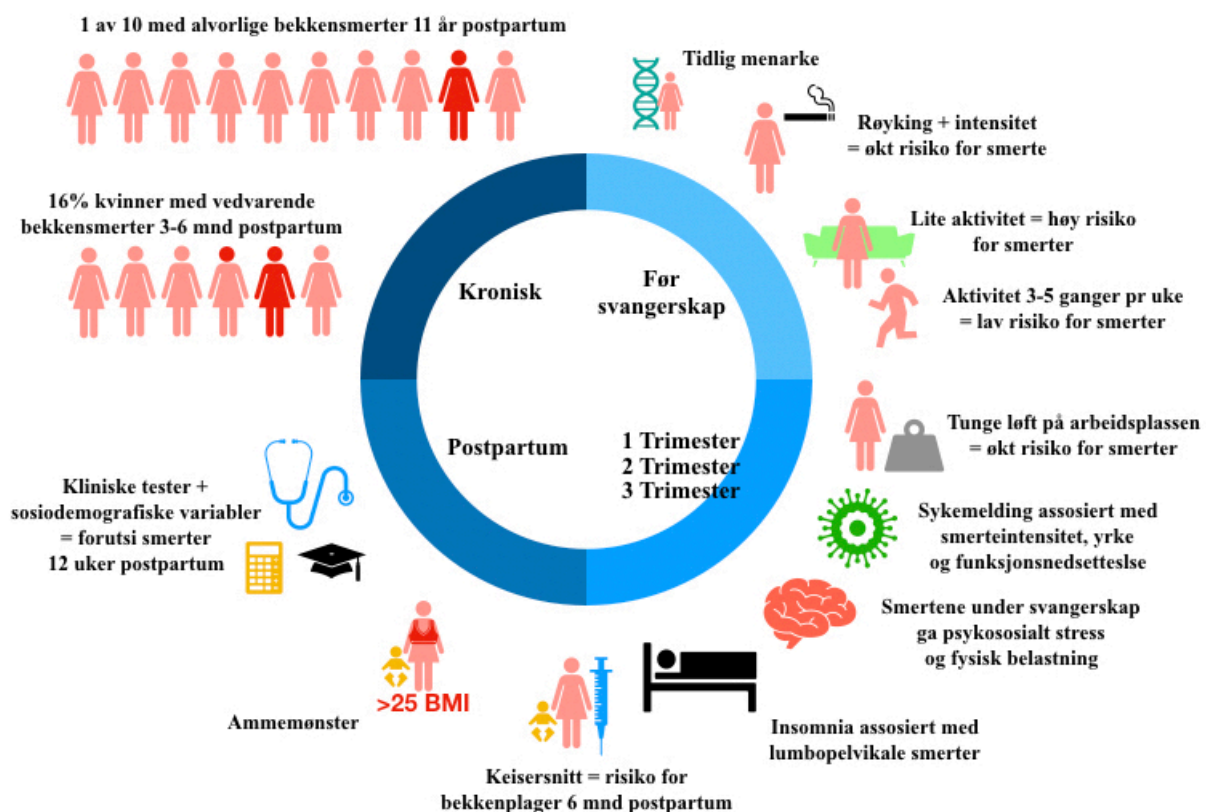 1 av 10 med alvorlige bekkensmerter 11 år postpartum
16% kvinner med vedvarende
bekkensmerter 3-6 mnd postpartum
Tidlig menarke
Røyking + intensitet
= økt risiko for smerte
Lite aktivitet = høy risiko
for smerter
Aktivitet 3-5 ganger pr uke
= lav risiko for smerter
Kronisk
Før
svangerskap
Postpartum
1 Trimester
2 Trimester
3 Trimester
Tunge løft på arbeidsplassen
= økt risiko for smerter
Sykemelding assosiert med
smerteintensitet, yrke
og funksjonsnedsetteslse
Smertene under svangerskap
ga psykososialt stress
og fysisk belastning
Insomnia assosiert med
lumbopelvikale smerter
Keisersnitt = risiko for
bekkenplager 6 mnd postpartum
>25 BMI
Ammemønster
Kliniske tester +
sosiodemografiske variabler
= forutsi smerter
12 uker postpartum